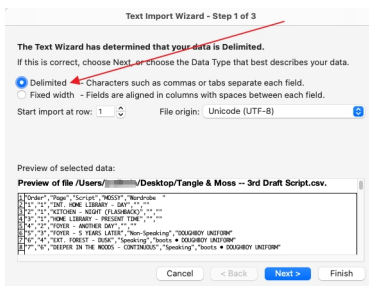 Text Import Wizard - Step 1 of 3
The Text Wizard has determined that your data is Delimited.
If this is correct, choose Next, or choose the Data Type that best describes your data.
Delimited - Characters such as commas or tabs separate each field.
Fixed width - Fields are aligned in columns with spaces between each field.
Start import at row: 1 File origin: Unicode (UTF-8)
Preview of selected data:
Preview of file /Users/ /Desktop/Tangle & Moss -- 3rd Draft Script.csv.
1 "Order","Page","Script","MOSSY","Wardrobe "
2 "1","1","INT. HOME LIBRARY - DAY","",""
3 "2","1","KITCHEN - NIGHT (FLASHBACK)","",""
4 "3","1","HOME LIBRARY - PRESENT TIME","",""
5 "4","2","FOYER - ANOTHER DAY","",""
6 "5","3","FOYER - 5 YEARS LATER","Non-Speaking","DOUGHBOY UNIFORM"
7 "6","4","EXT. FOREST - DUSK","Speaking","boots • DOUGHBOY UNIFORM"
8 "7","6","DEEPER IN THE WOODS - CONTINUOUS","Speaking","boots • DOUGHBOY UNIFORM"
Cancel < Back Next > Finish